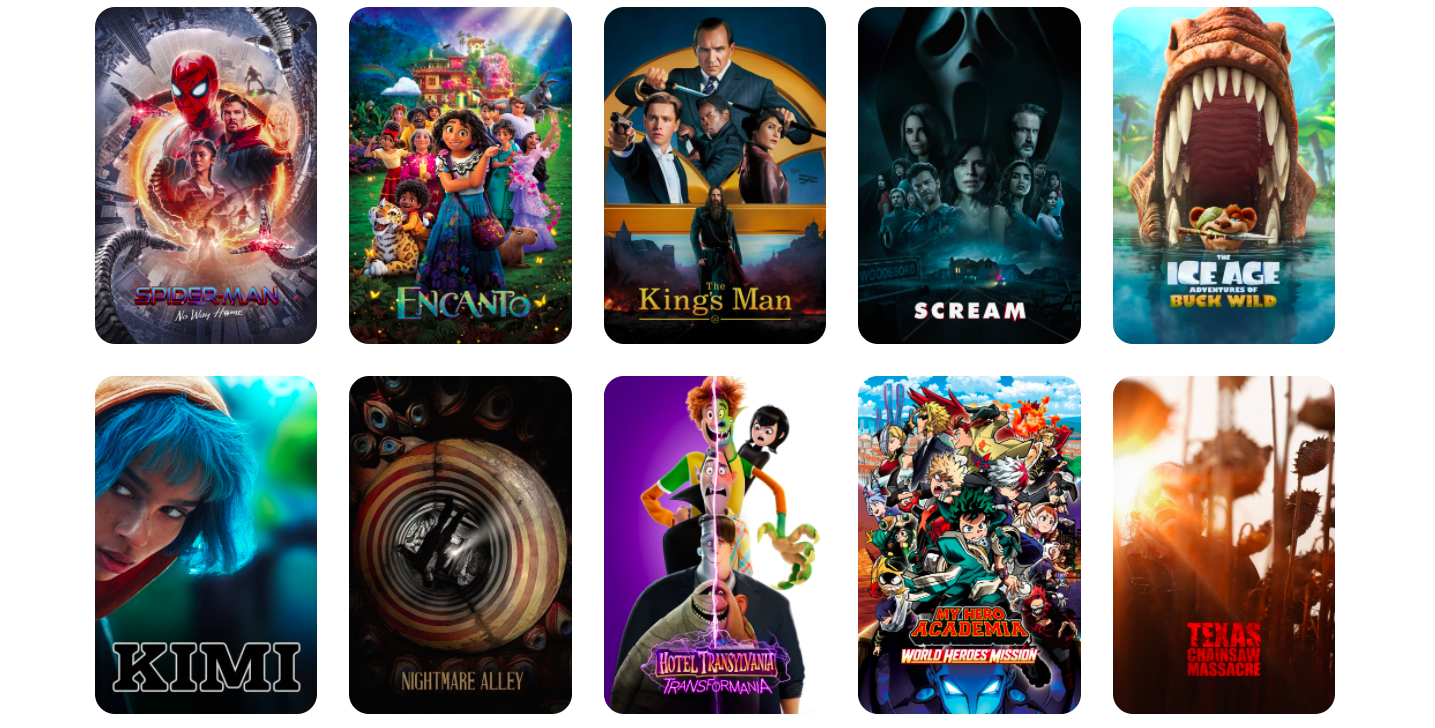 SPIDER-MAN
No Way Home
ENCANTO
The
King's Man
WOODSBORO
SCREAM
THE
ICE AGE
ADVENTURES OF
BUCK WILD
KIMI
NIGHTMARE ALLEY
HOTEL TRANSYLVANIA
TRANSFORMANIA
MY HERO
ACADEMIA
WORLD HEROES' MISSION
TEXAS
CHAINSAW
MASSACRE